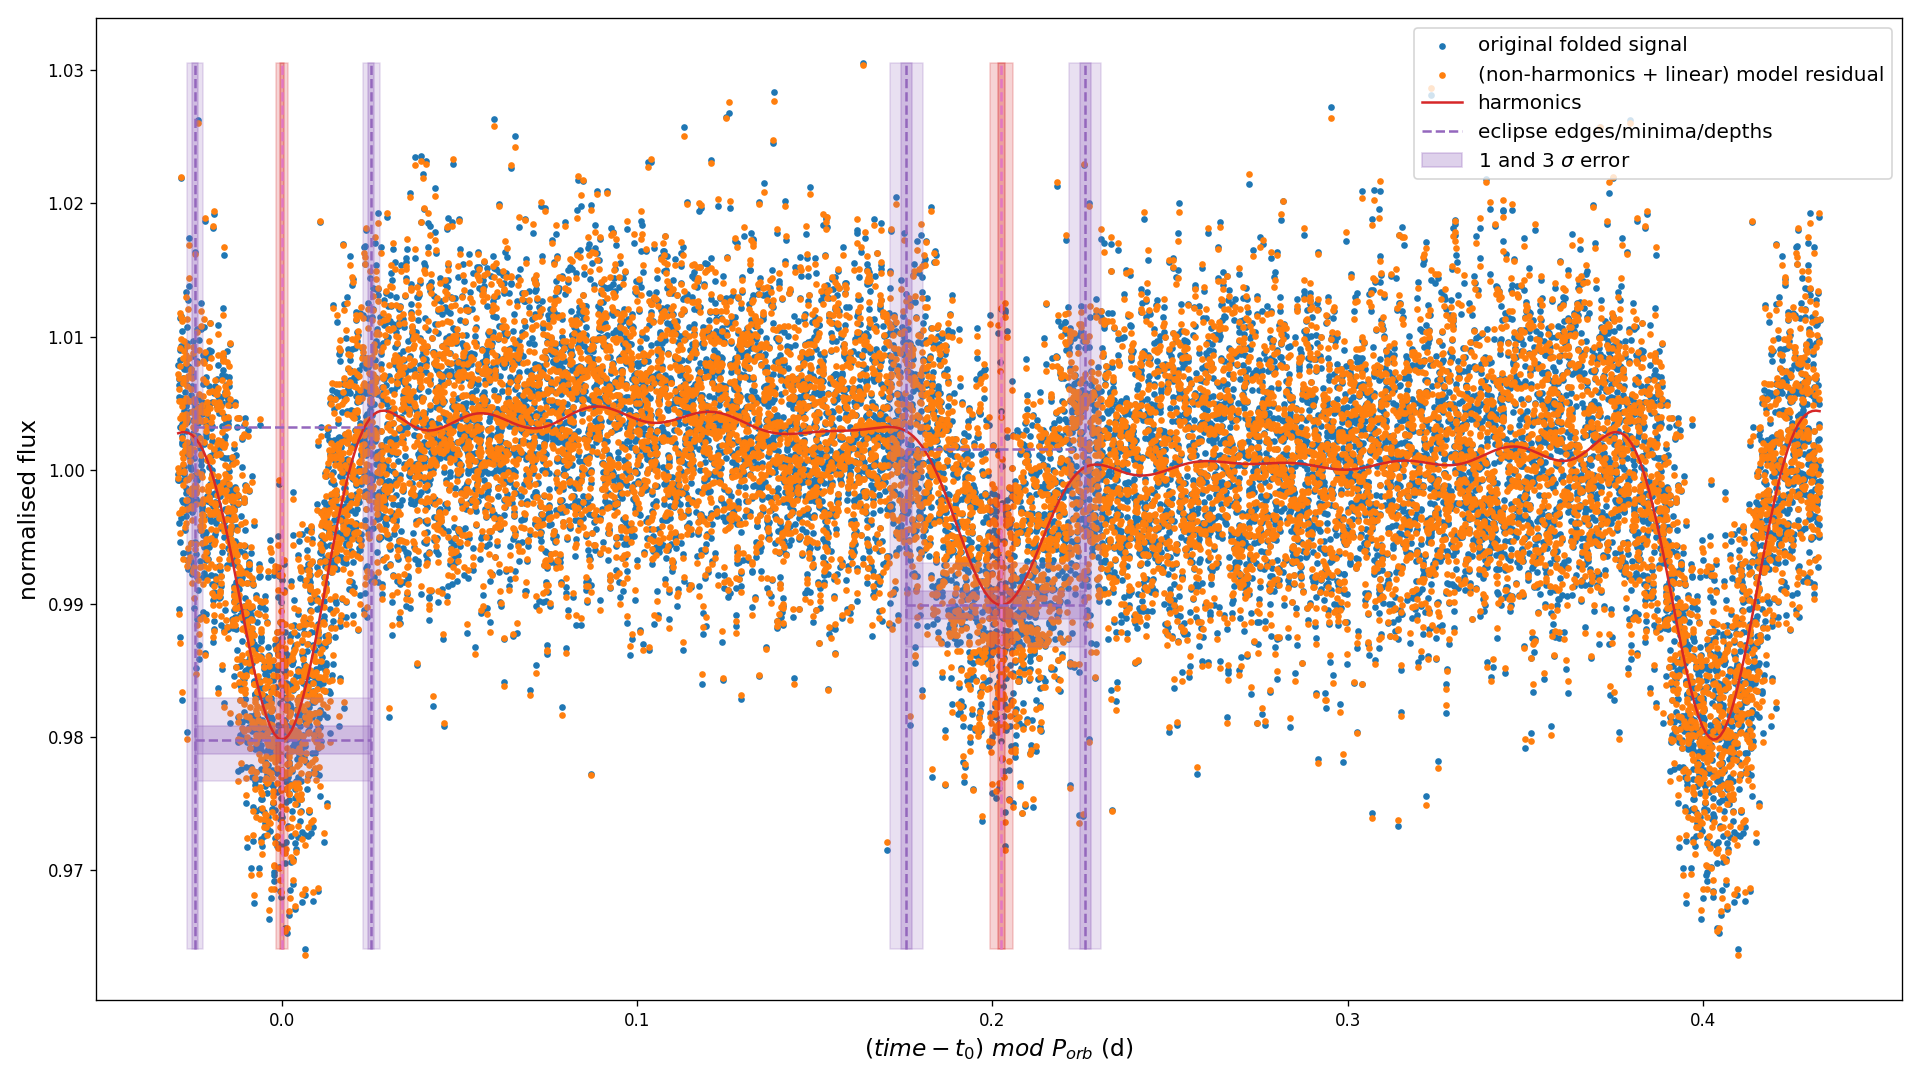 original folded signal
(non-harmonics + linear) model residual
harmonics
eclipse edges/minima/depths
1 and 3 σ error
normalised flux
1.03
1.02
1.01
1.00
0.99
0.98
0.97
0.0 0.1 0.2 0.3 0.4
(time − t₀) mod Pₒᵣᵦ (d)